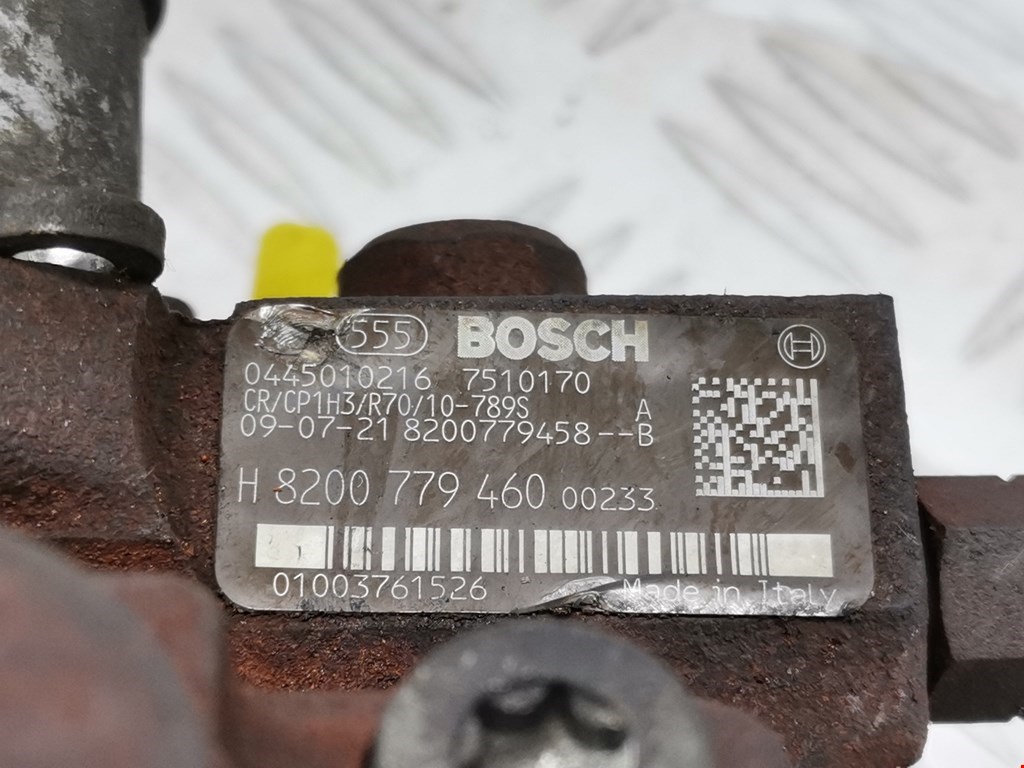 555 BOSCH
0445010216 7510170
CR/CP1H3/R70/10-789S A
09-07-21 8200779458--B
H 8200 779 460 00233
01003761526 Made in Italy